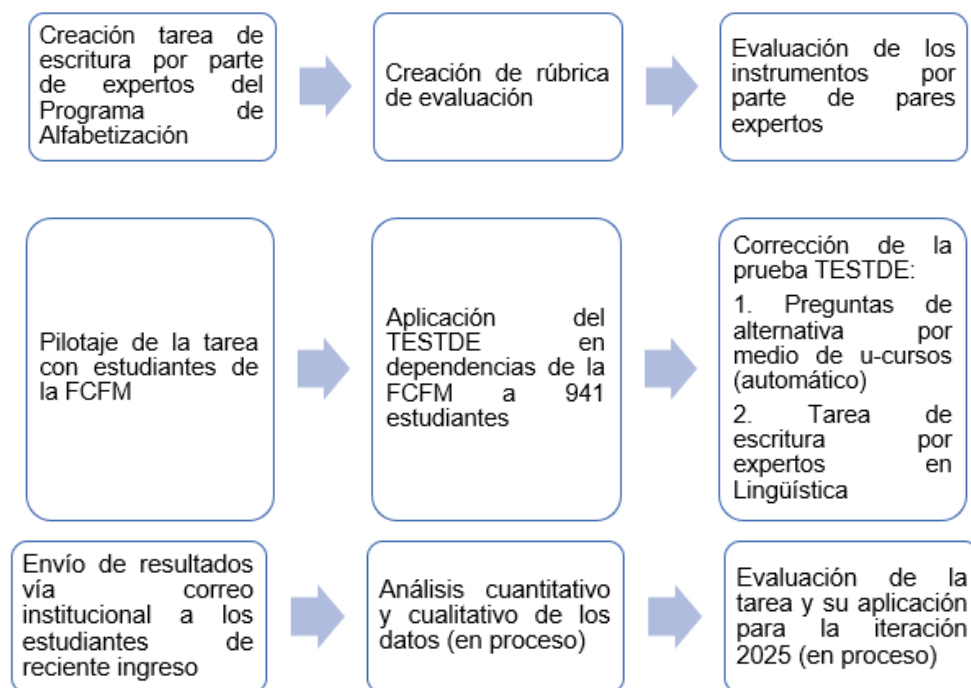 Creación tarea de
escritura por parte
de expertos del
Programa de
Alfabetización
Creación de rúbrica
de evaluación
Evaluación de los
instrumentos por
parte de pares
expertos
Pilotaje de la tarea
con estudiantes de
la FCFM
Aplicación del
TESTDE en
dependencias de la
FCFM a 941
estudiantes
Corrección de la
prueba TESTDE:
1. Preguntas de
alternativa por
medio de u-cursos
(automático)
2. Tarea de
escritura por
expertos en
Lingüística
Envío de resultados
vía correo
institucional a los
estudiantes de
reciente ingreso
Análisis cuantitativo
y cualitativo de los
datos (en proceso)
Evaluación de la
tarea y su aplicación
para la iteración
2025 (en proceso)